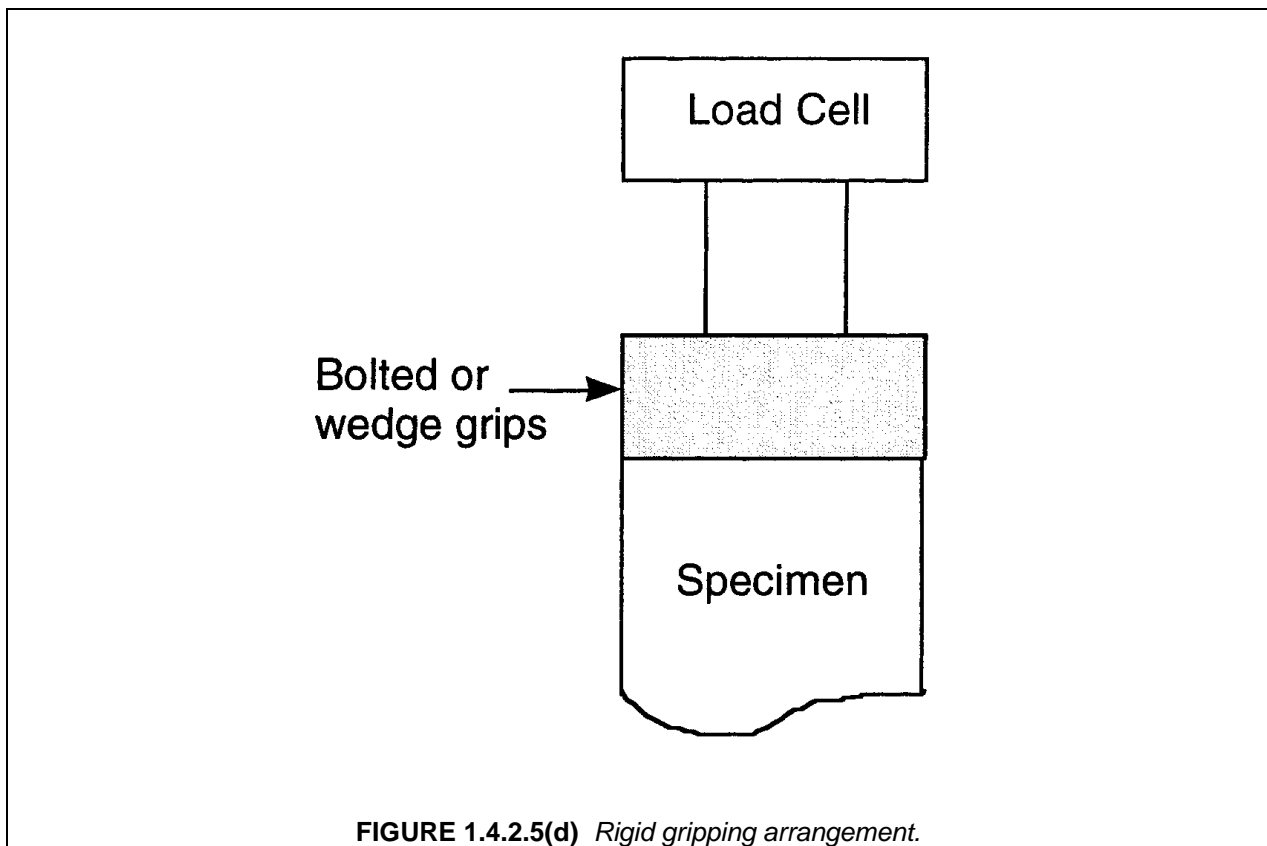 Load Cell
Bolted or
wedge grips
Specimen
FIGURE 1.4.2.5(d) Rigid gripping arrangement.